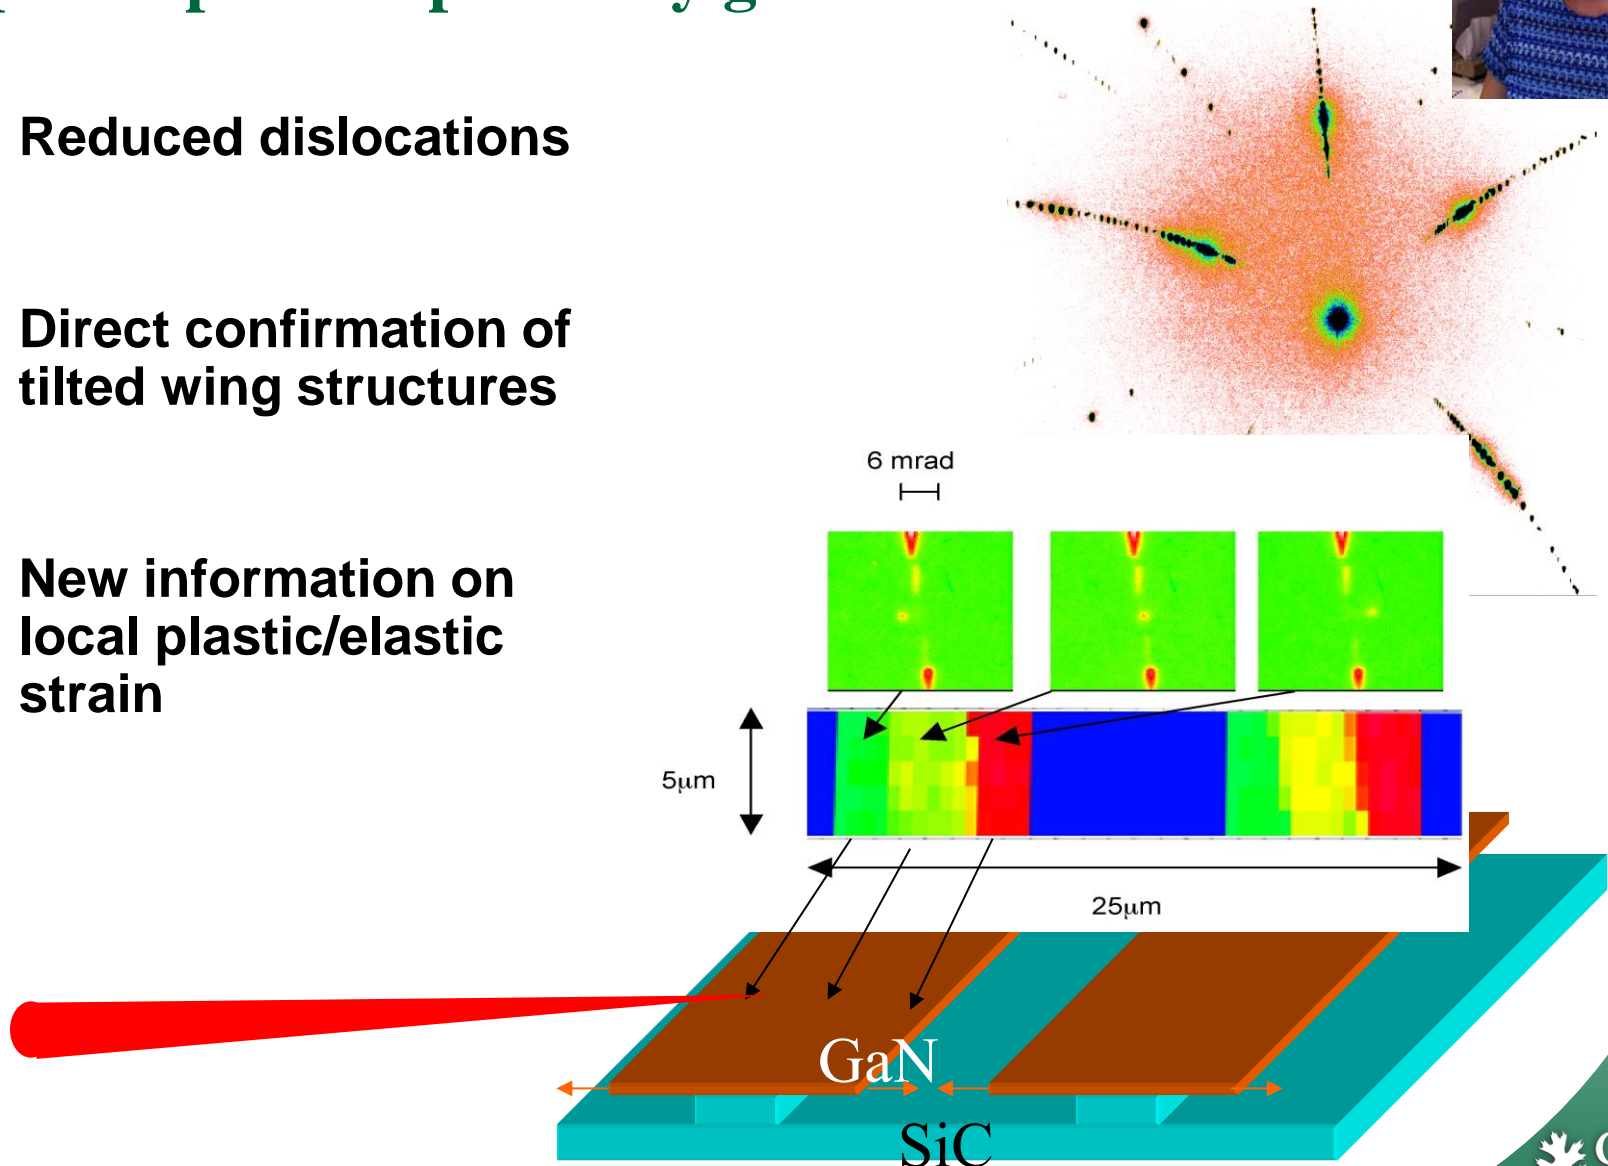 Reduced dislocations
Direct confirmation of
tilted wing structures
New information on
local plastic/elastic
strain
6 mrad
5μm
25μm
GaN
SiC